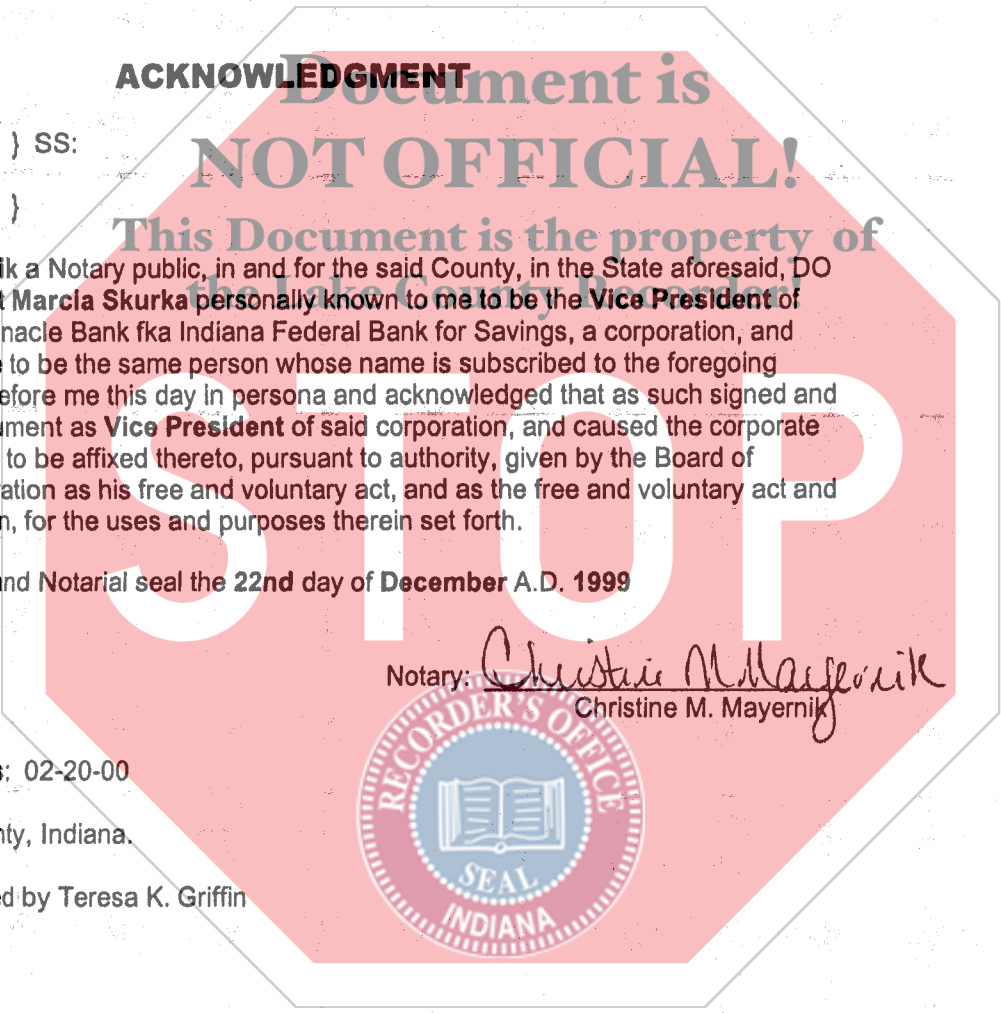 Document is
ACKNOWLEDGMENT
} SS:
NOT OFFICIAL!
}
This Document is the property of
ik a Notary public, in and for the said County, in the State aforesaid, DO
the Lake County Recorder!
t Marcia Skurka personally known to me to be the Vice President of
nacle Bank fka Indiana Federal Bank for Savings, a corporation, and
e to be the same person whose name is subscribed to the foregoing
efore me this day in persona and acknowledged that as such signed and
ument as Vice President of said corporation, and caused the corporate
to be affixed thereto, pursuant to authority, given by the Board of
ration as his free and voluntary act, and as the free and voluntary act and
n, for the uses and purposes therein set forth.
STOP
and Notarial seal the 22nd day of December A.D. 1999
Notary: Christine M Mayernik
Christine M. Mayernik
RECORDER'S OFFICE
SEAL
INDIANA
s: 02-20-00
nty, Indiana.
ed by Teresa K. Griffin